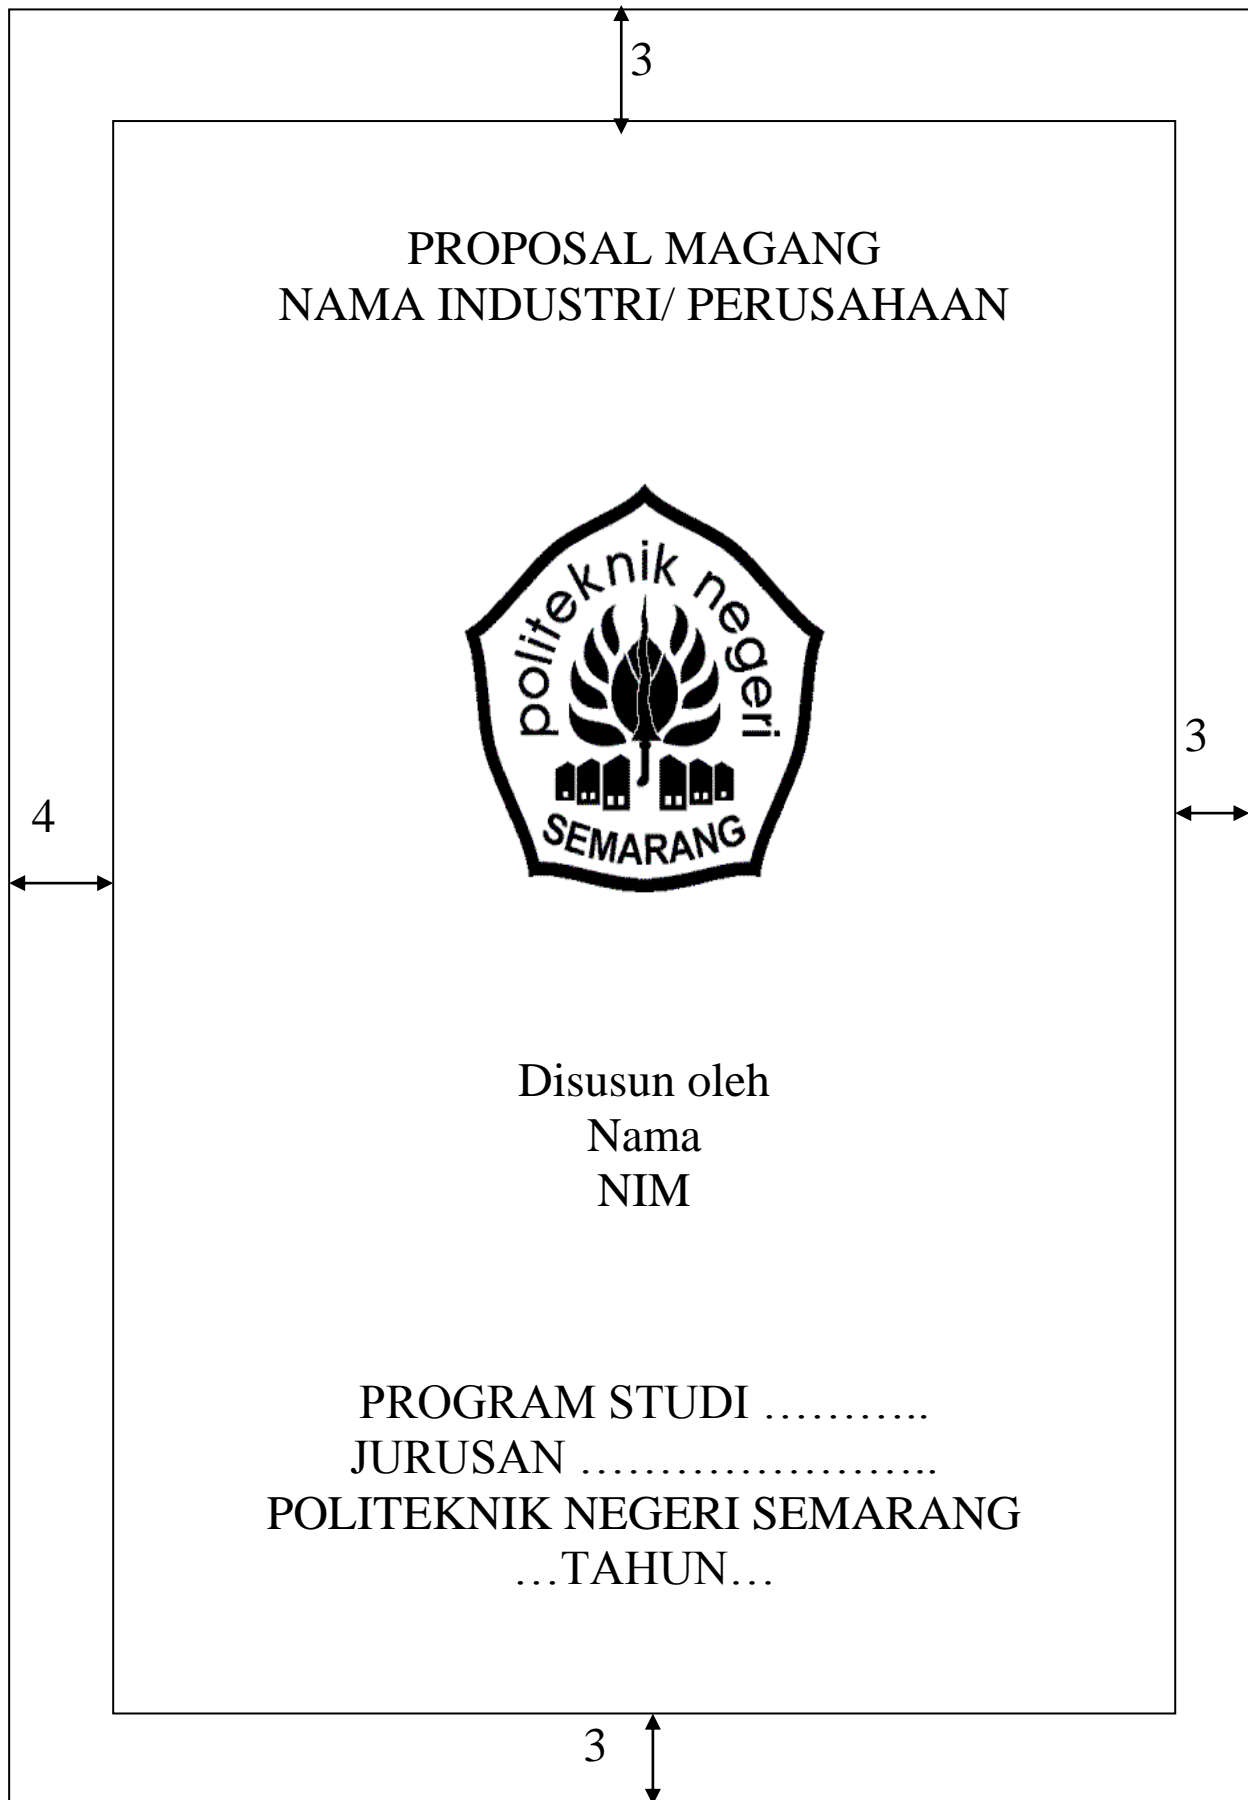 3
PROPOSAL MAGANG
NAMA INDUSTRI/ PERUSAHAAN
politeknik negeri
SEMARANG
3
4
Disusun oleh
Nama
NIM
PROGRAM STUDI ………..
JURUSAN …………………..
POLITEKNIK NEGERI SEMARANG
…TAHUN…
3